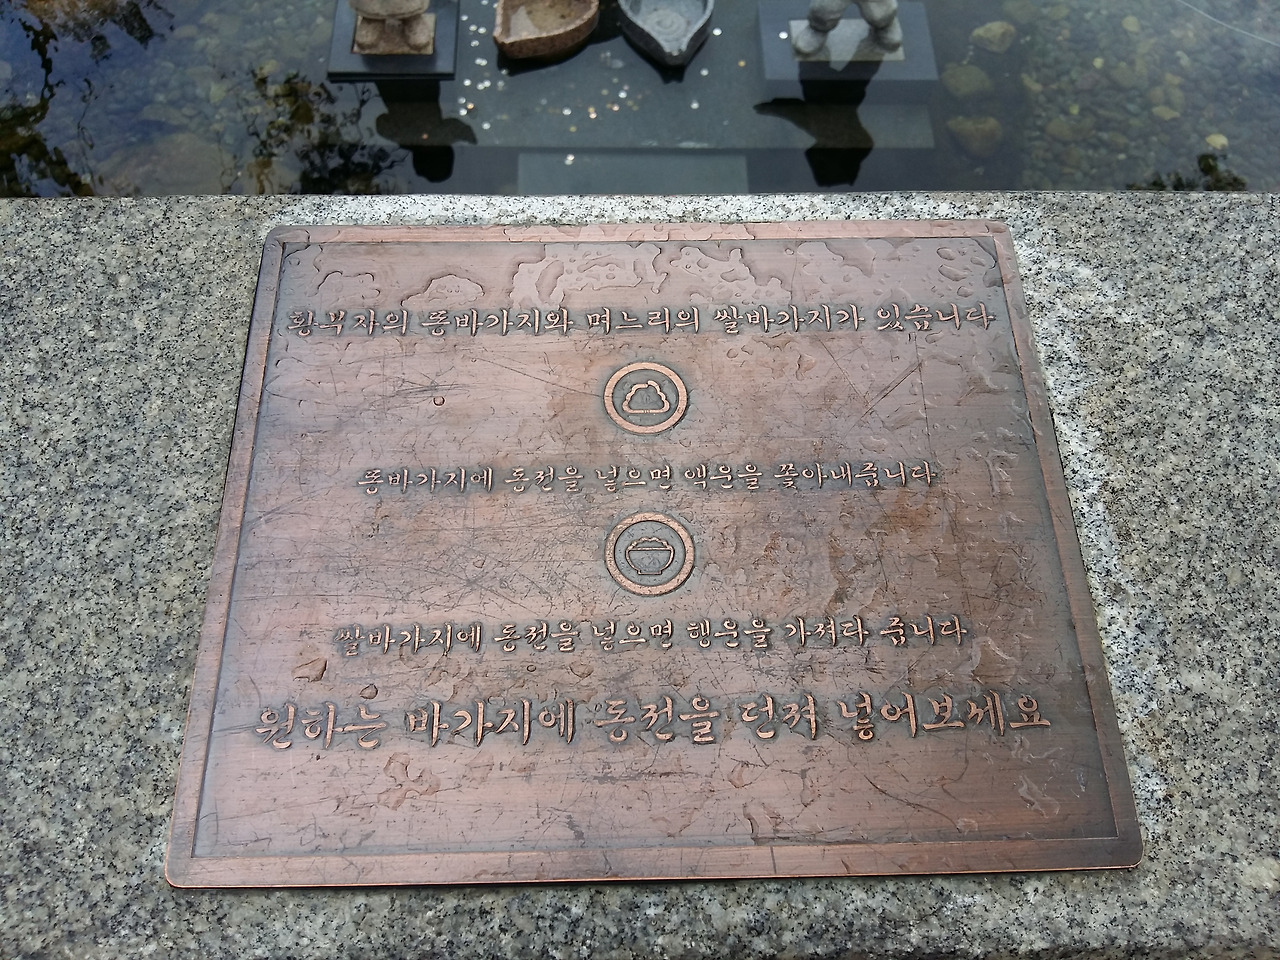 황부자의 똥바가지와 며느리의 쌀바가지가 있습니다
똥바가지에 동전을 넣으면 액운을 쫓아내줍니다
쌀바가지에 동전을 넣으면 행운을 가져다 줍니다
원하는 바가지에 동전을 던져 넣어보세요